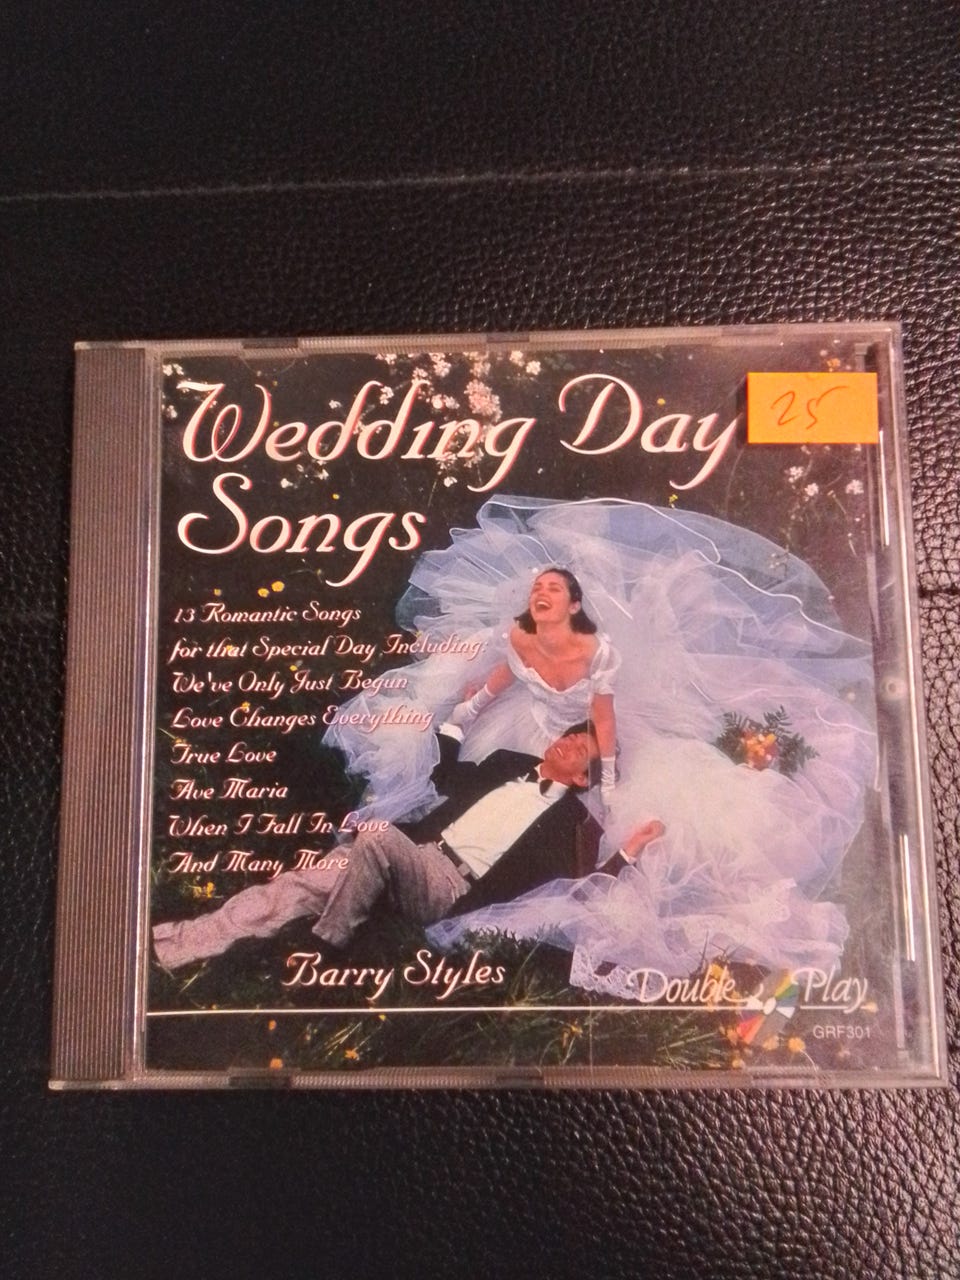 Wedding Day
Songs
25
13 Romantic Songs
for that Special Day Including:
We've Only Just Begun
Love Changes Everything
True Love
Ave Maria
When I Fall In Love
And Many More
Barry Styles
Double Play
GRF301